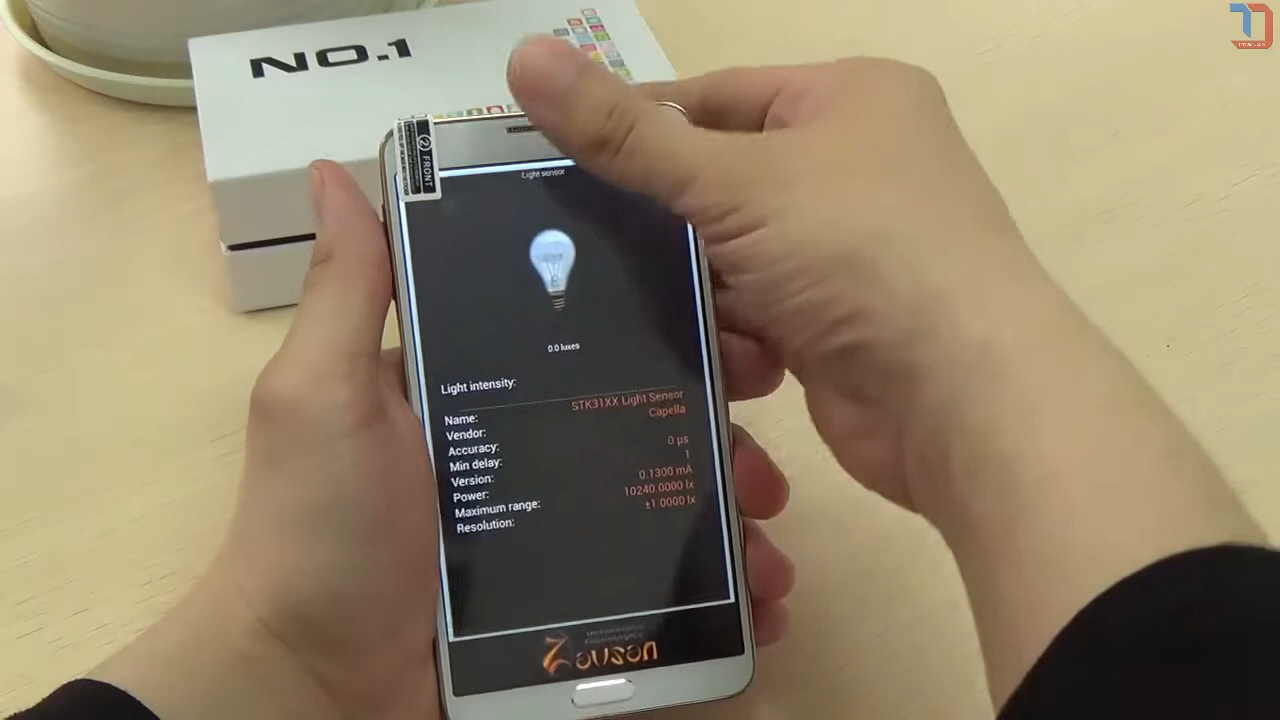 NO.1
② FRONT
Light sensor
0.0 luxes
Light intensity:
Name: STK31XX Light Sensor
Vendor: Capella
Accuracy:
Min delay: 0 µs
Version: 1
Power: 0.1300 mA
Maximum range: 10240.0000 lx
Resolution: ±1.0000 lx